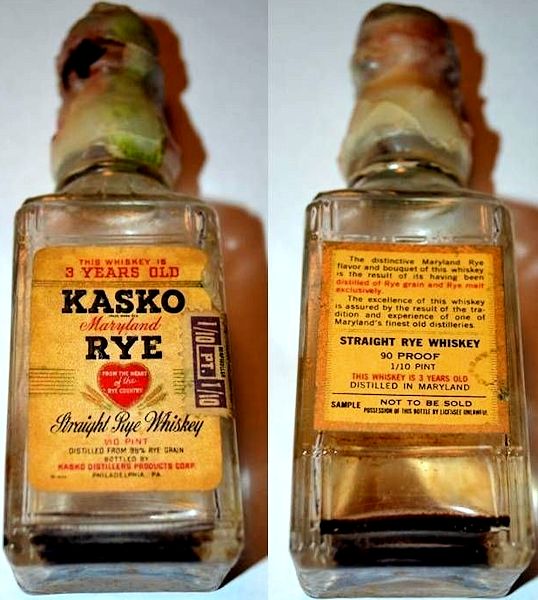 THIS WHISKEY IS
3 YEARS OLD
KASKO
Maryland
RYE
FROM THE HEART
of the
RYE COUNTRY
Straight Rye Whiskey
1/10 PINT
DISTILLED FROM 98% RYE GRAIN
BOTTLED BY
KASKO DISTILLERS PRODUCTS CORP.
PHILADELPHIA, PA.
1/10 PT. 1/10
The distinctive Maryland Rye
flavor and bouquet of this whiskey
is the result of its having been
distilled of Rye grain and Rye malt
exclusively.
The excellence of this whiskey
is assured by the result of the tra-
dition and experience of one of
Maryland's finest old distilleries.
STRAIGHT RYE WHISKEY
90 PROOF
1/10 PINT
THIS WHISKEY IS 3 YEARS OLD
DISTILLED IN MARYLAND
SAMPLE NOT TO BE SOLD
POSSESSION OF THIS BOTTLE BY LICENSEE UNLAWFUL